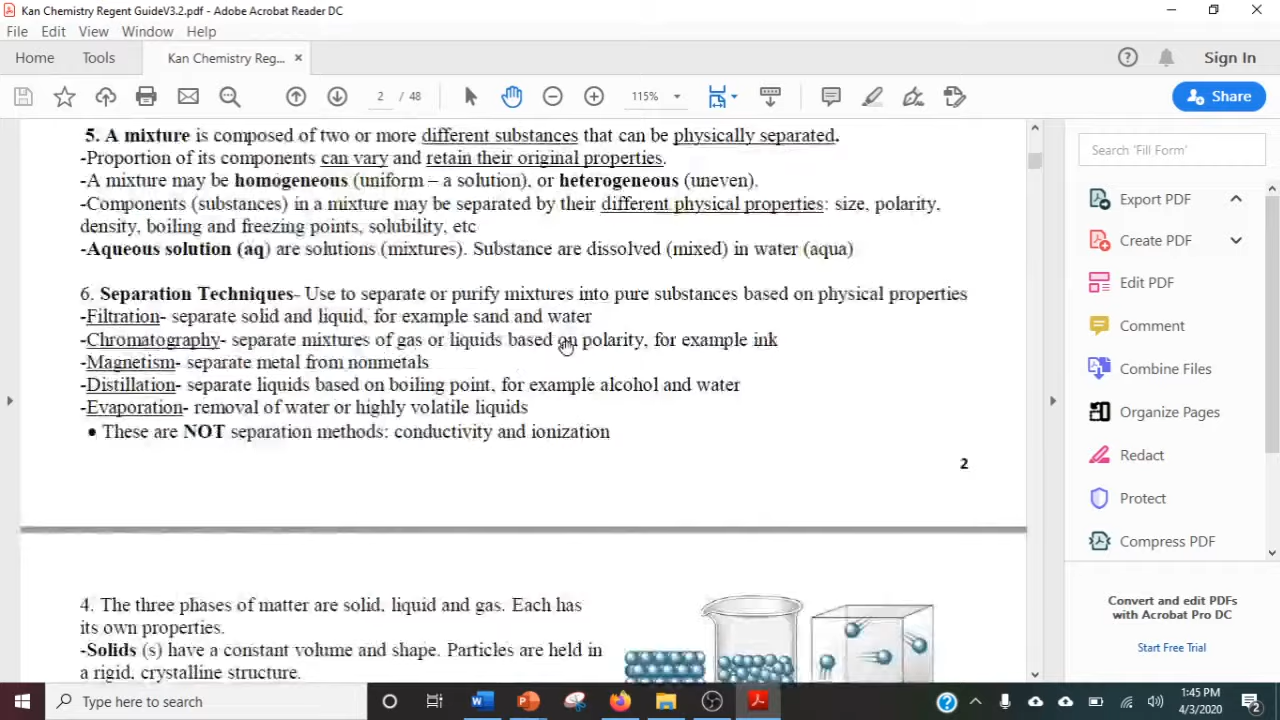 Kan Chemistry Regent GuideV3.2.pdf - Adobe Acrobat Reader DC
File Edit View Window Help
Home Tools Kan Chemistry Reg... × Sign In
2 / 48 115% Share
5. A mixture is composed of two or more different substances that can be physically separated.
-Proportion of its components can vary and retain their original properties.
-A mixture may be homogeneous (uniform – a solution), or heterogeneous (uneven).
-Components (substances) in a mixture may be separated by their different physical properties: size, polarity,
density, boiling and freezing points, solubility, etc
-Aqueous solution (aq) are solutions (mixtures). Substance are dissolved (mixed) in water (aqua)
6. Separation Techniques- Use to separate or purify mixtures into pure substances based on physical properties
-Filtration- separate solid and liquid, for example sand and water
-Chromatography- separate mixtures of gas or liquids based on polarity, for example ink
-Magnetism- separate metal from nonmetals
-Distillation- separate liquids based on boiling point, for example alcohol and water
-Evaporation- removal of water or highly volatile liquids
• These are NOT separation methods: conductivity and ionization
2
4. The three phases of matter are solid, liquid and gas. Each has
its own properties.
-Solids (s) have a constant volume and shape. Particles are held in
a rigid, crystalline structure.
Search 'Fill Form'
Export PDF
Create PDF
Edit PDF
Comment
Combine Files
Organize Pages
Redact
Protect
Compress PDF
Convert and edit PDFs
with Acrobat Pro DC
Start Free Trial
Type here to search
1:45 PM
4/3/2020
2